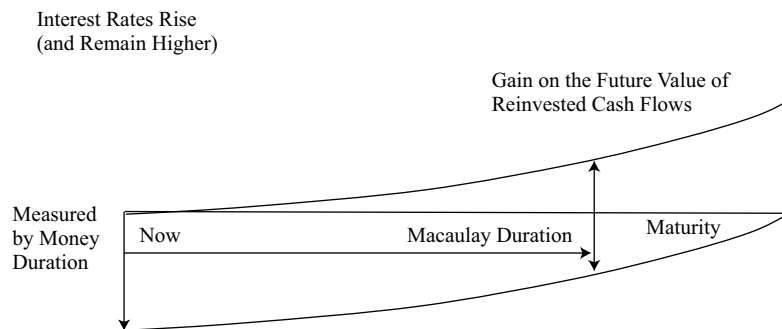 Interest Rates Rise
(and Remain Higher)
Gain on the Future Value of
Reinvested Cash Flows
Measured
by Money
Duration
Now
Macaulay Duration
Maturity